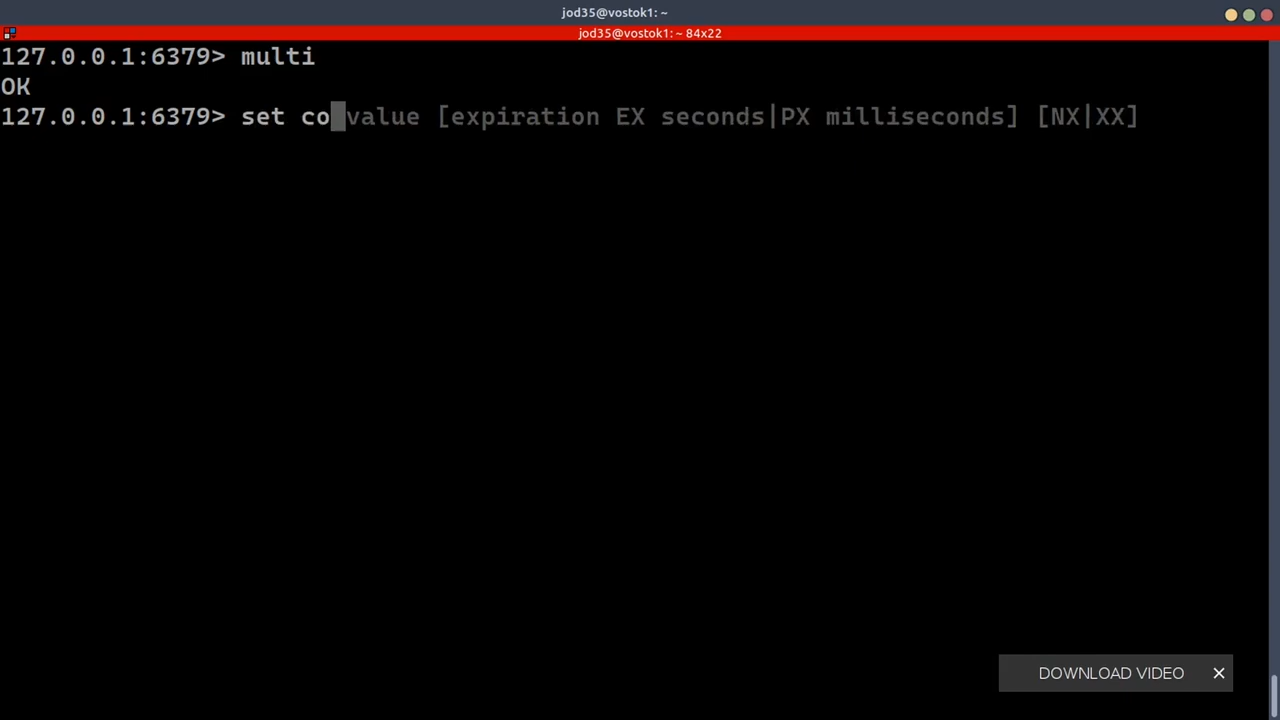 jod35@vostok1: ~
jod35@vostok1: ~ 84x22
127.0.0.1:6379> multi
OK
127.0.0.1:6379> set co value [expiration EX seconds|PX milliseconds] [NX|XX]
DOWNLOAD VIDEO ×